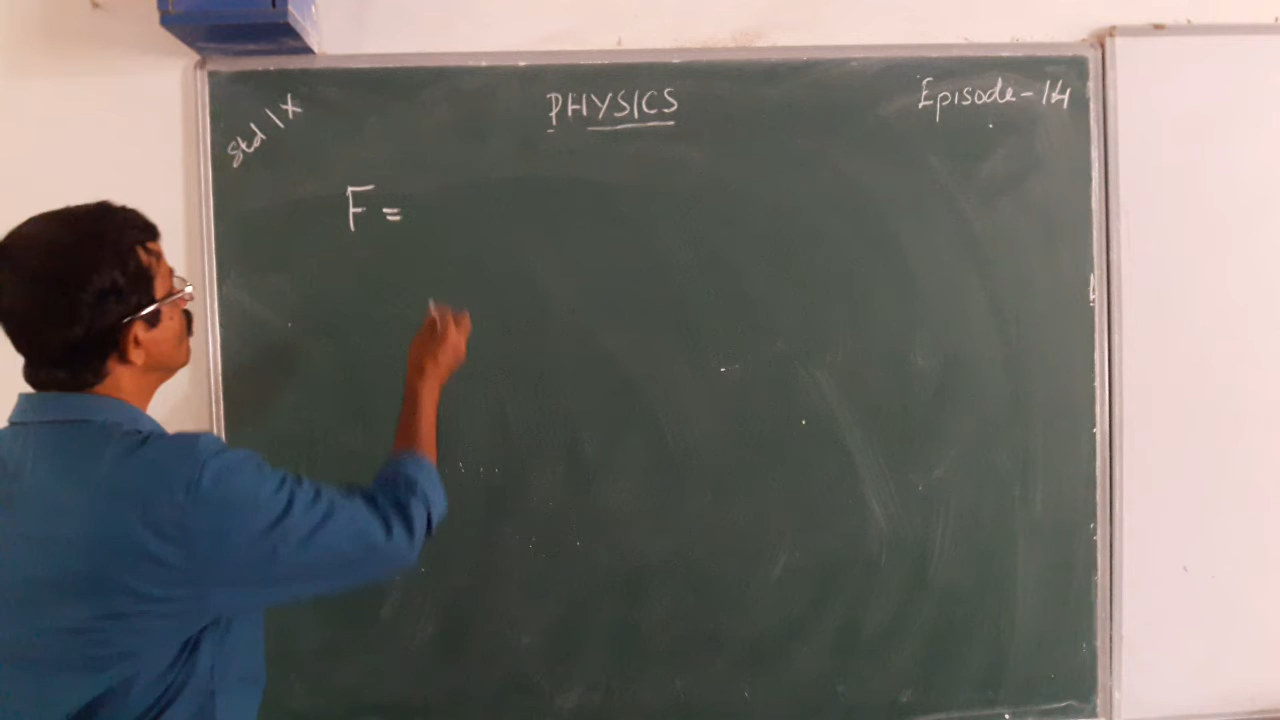 Std IX
PHYSICS
Episode-14
F =